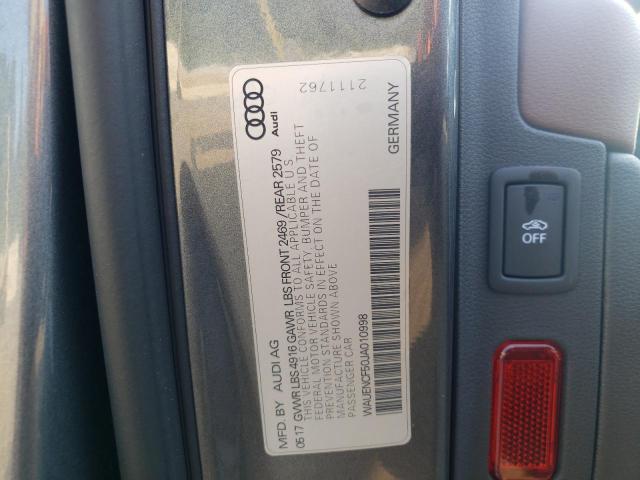 MFD. BY AUDI AG Audi
05 17 GVWR LBS 4916 GAWR LBS FRONT 2469 /REAR 2579
THIS VEHICLE CONFORMS TO ALL APPLICABLE U S
FEDERAL MOTOR VEHICLE SAFETY, BUMPER AND THEFT
PREVENTION STANDARDS IN EFFECT ON THE DATE OF
MANUFACTURE SHOWN ABOVE
PASSENGER CAR
WAUENCF50JA010998
GERMANY
2111762
OFF